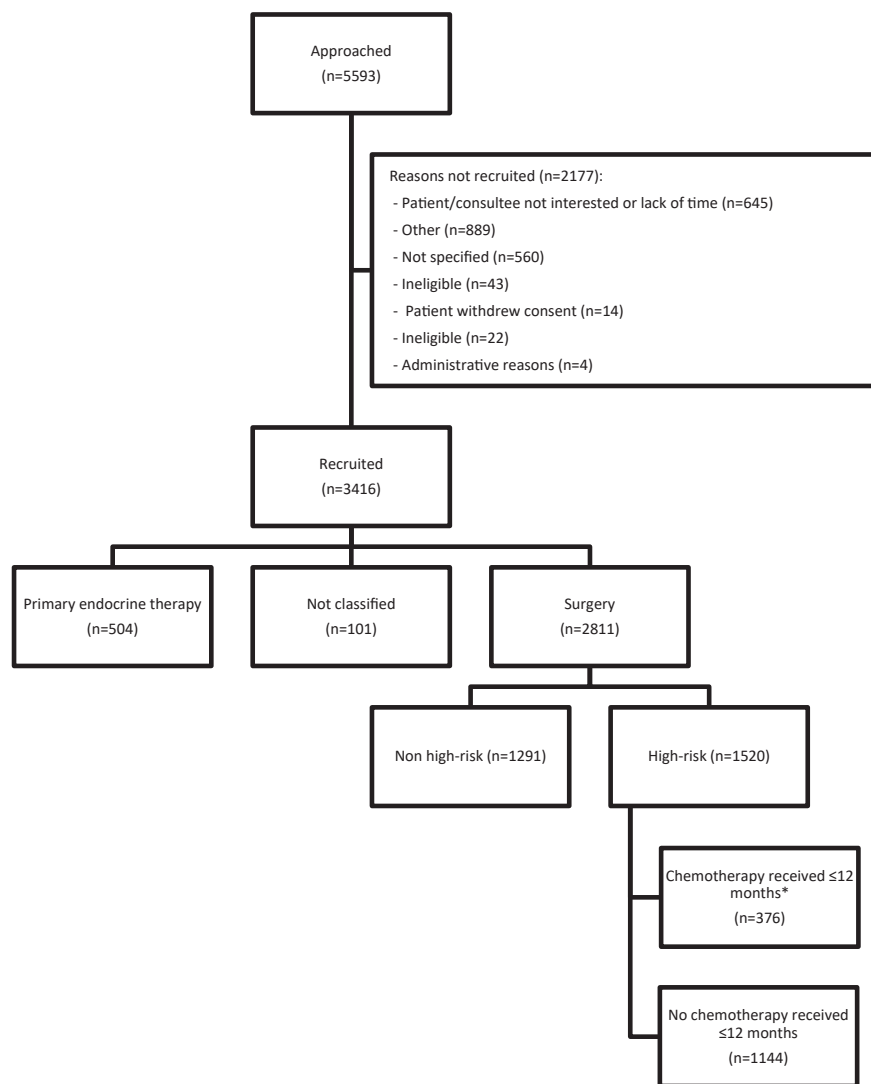 Approached
(n=5593)
Reasons not recruited (n=2177):
- Patient/consultee not interested or lack of time (n=645)
- Other (n=889)
- Not specified (n=560)
- Ineligible (n=43)
- Patient withdrew consent (n=14)
- Ineligible (n=22)
- Administrative reasons (n=4)
Recruited
(n=3416)
Primary endocrine therapy
(n=504)
Not classified
(n=101)
Surgery
(n=2811)
Non high-risk (n=1291)
High-risk (n=1520)
Chemotherapy received ≤12
months*
(n=376)
No chemotherapy received
≤12 months
(n=1144)